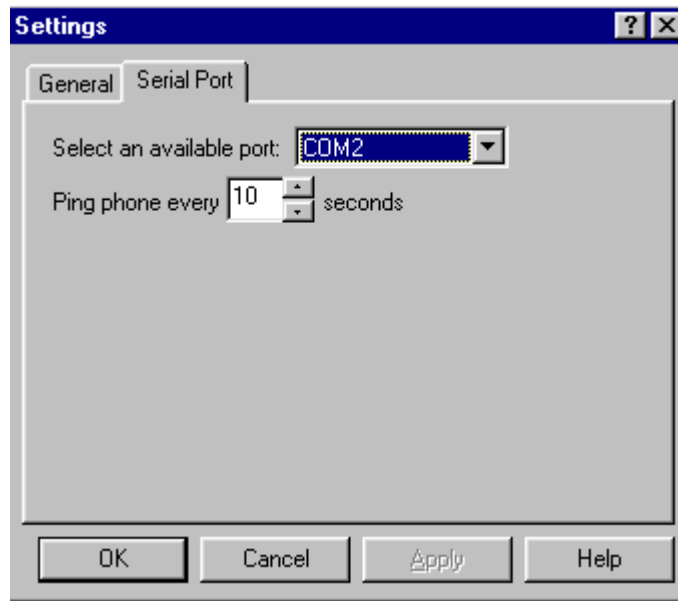 Settings
General Serial Port
Select an available port: COM2
Ping phone every 10 seconds
OK Cancel Apply Help